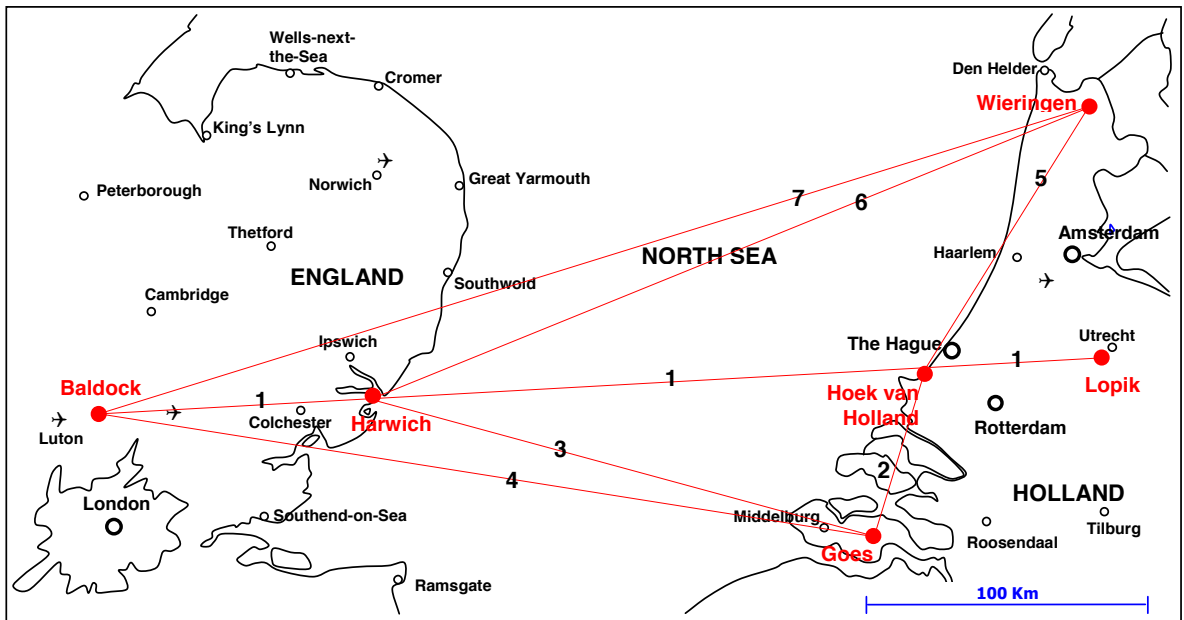 Wells-next-
the-Sea
Cromer
Den Helder
Wieringen
King's Lynn
Norwich
Great Yarmouth
Peterborough
5
7
6
Thetford
Amsterdam
Haarlem
NORTH SEA
ENGLAND
Southwold
Cambridge
Ipswich
The Hague
Utrecht
1
1
Baldock
1
Lopik
Hoek van
Holland
Colchester
Harwich
Luton
Rotterdam
3
4
2
London
HOLLAND
Southend-on-Sea
Middelburg
Tilburg
Roosendaal
Goes
Ramsgate
100 Km